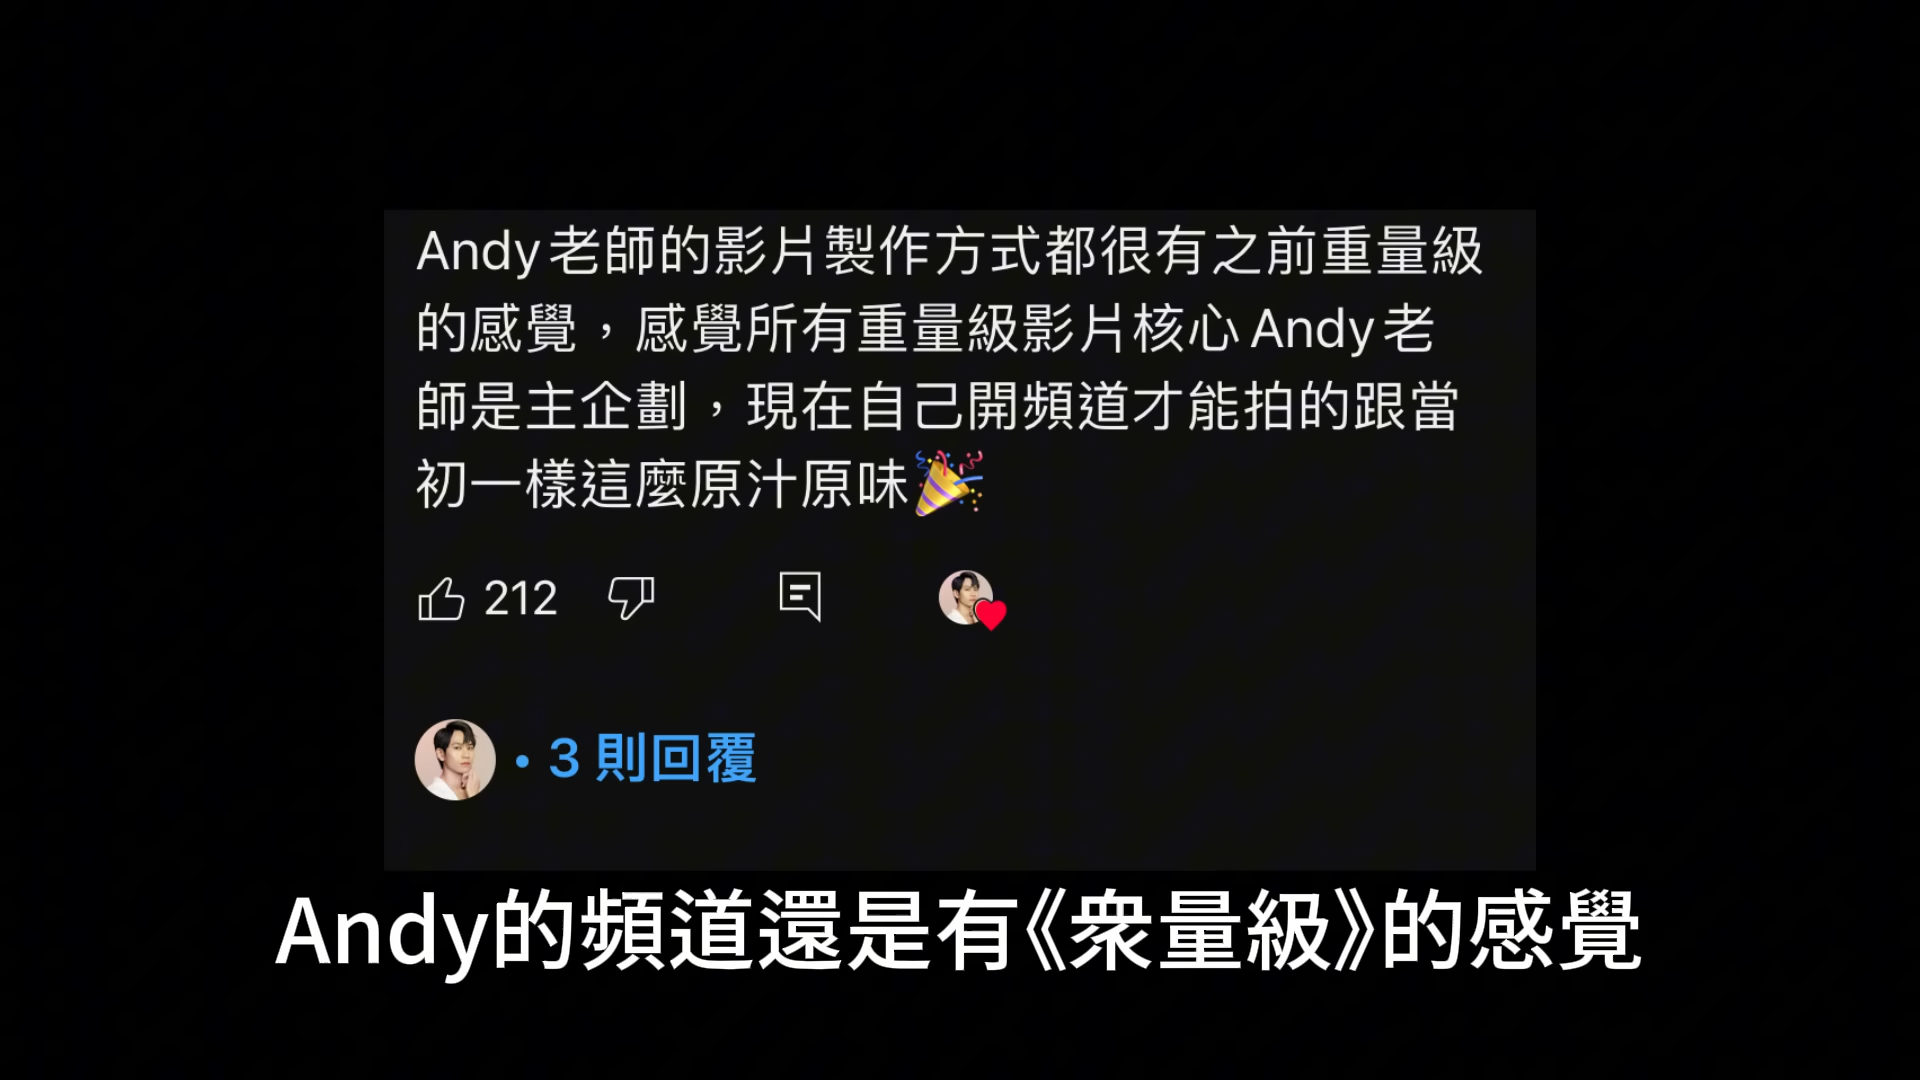 Andy老師的影片製作方式都很有之前重量級
的感覺，感覺所有重量級影片核心Andy老
師是主企劃，現在自己開頻道才能拍的跟當
初一樣這麼原汁原味🎉
212
• 3 則回覆
Andy的頻道還是有《衆量級》的感覺